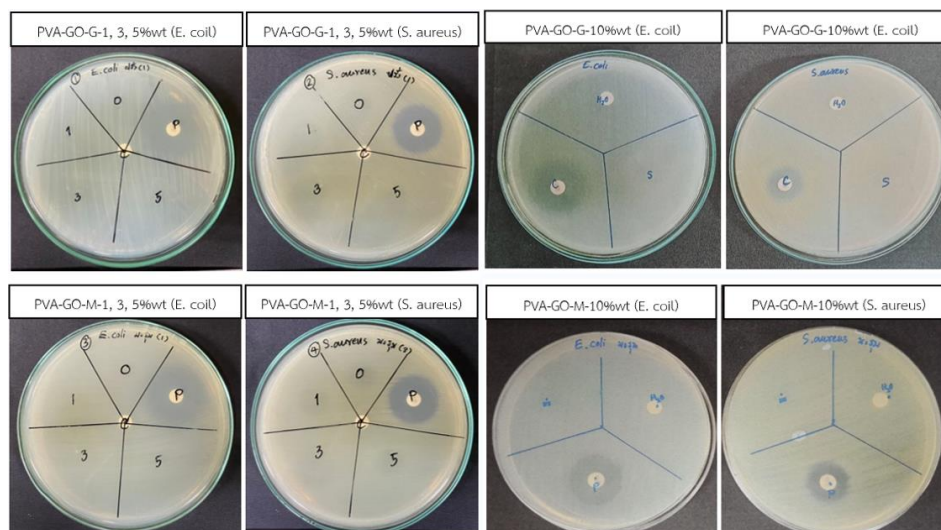 PVA-GO-G-1, 3, 5%wt (E. coil)
PVA-GO-G-1, 3, 5%wt (S. aureus)
PVA-GO-G-10%wt (E. coil)
PVA-GO-G-10%wt (E. coil)
① E. coli (1)
0
1
P
C
3
5
② S. aureus (1)
0
1
P
C
3
5
E. coli
H₂O
C
S
S. aureus
H₂O
C
S
PVA-GO-M-1, 3, 5%wt (E. coil)
PVA-GO-M-1, 3, 5%wt (S. aureus)
PVA-GO-M-10%wt (E. coil)
PVA-GO-M-10%wt (S. aureus)
③ E. coli (1)
0
1
P
C
3
5
④ S. aureus
0
1
P
C
3
5
E. coli
H₂O
P
S. aureus
H₂O
P